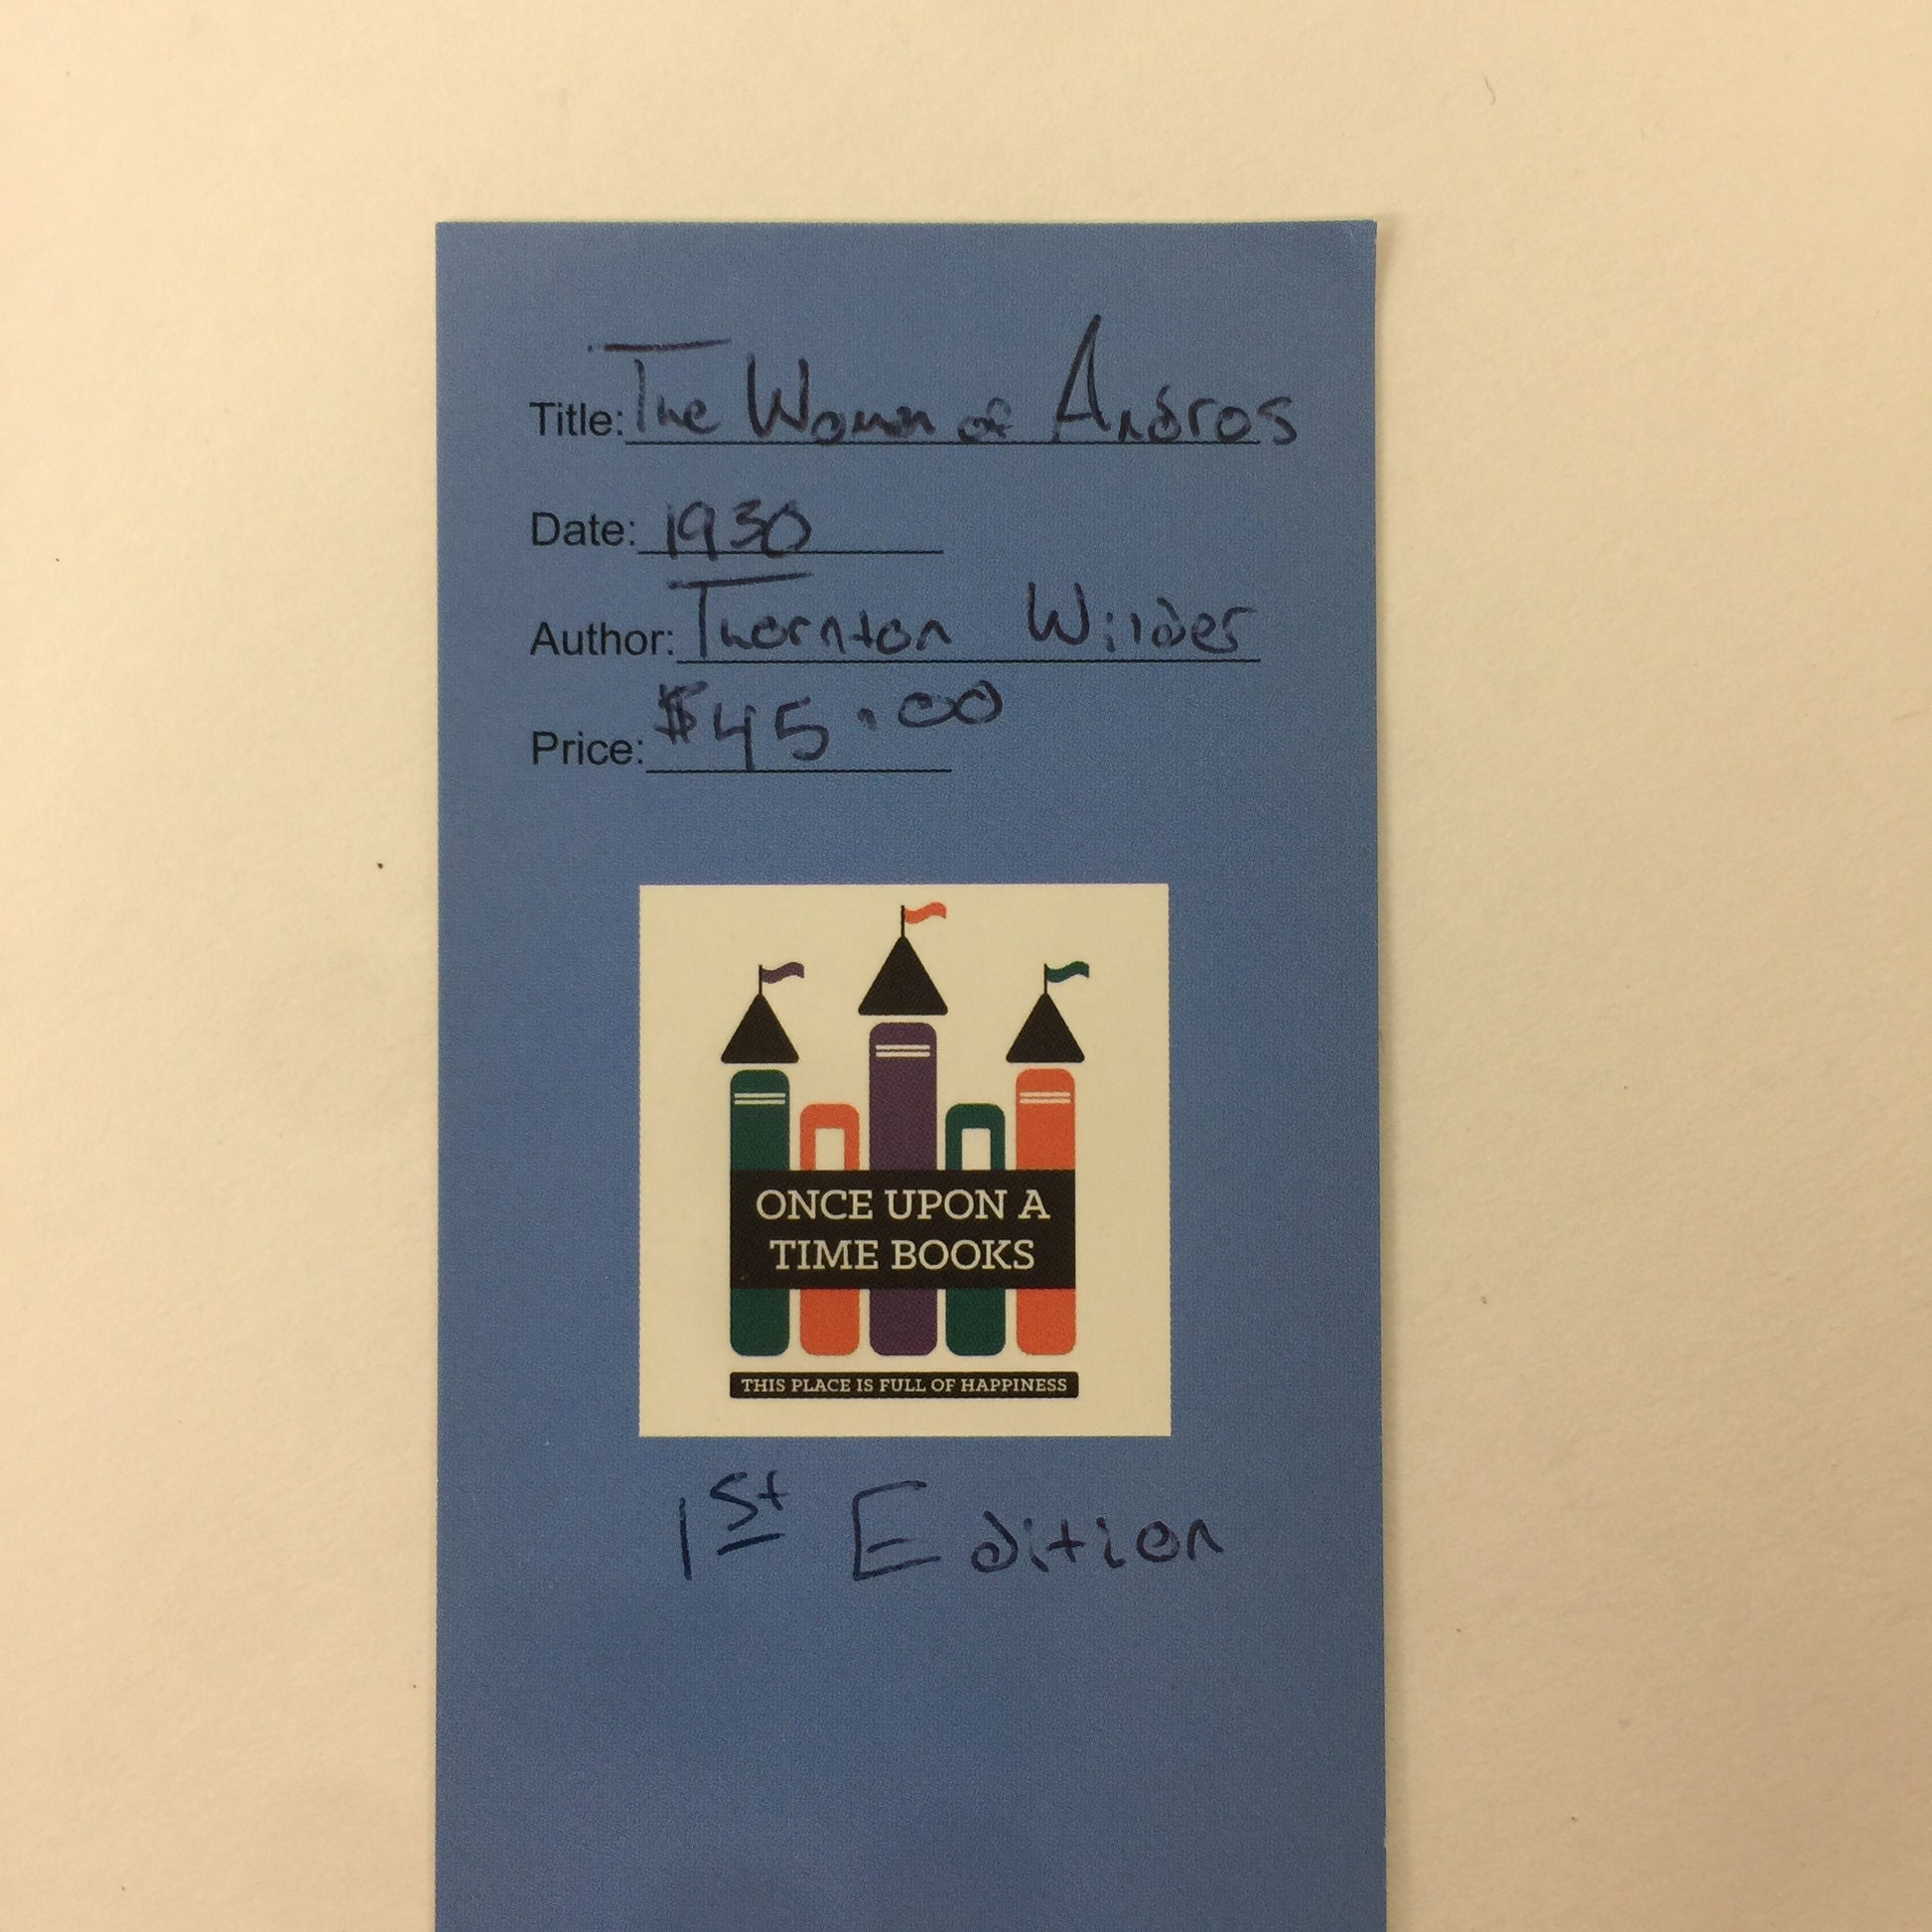 Title: The Woman of Andros
Date: 1930
Author: Thornton Wilder
Price: $45.00
ONCE UPON A
TIME BOOKS
THIS PLACE IS FULL OF HAPPINESS
1st Edition